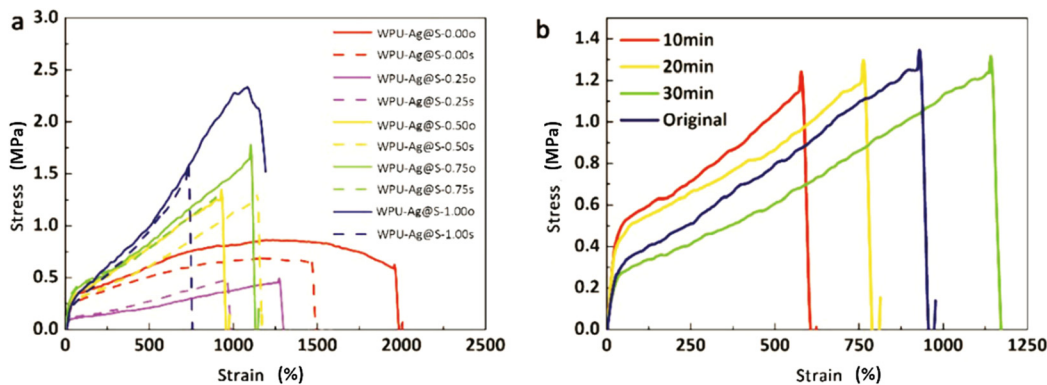 a
3.0
2.5
2.0
1.5
1.0
0.5
0.0
Stress (MPa)
0 500 1000 1500 2000 2500
Strain (%)
WPU-Ag@S-0.00o
WPU-Ag@S-0.00s
WPU-Ag@S-0.25o
WPU-Ag@S-0.25s
WPU-Ag@S-0.50o
WPU-Ag@S-0.50s
WPU-Ag@S-0.75o
WPU-Ag@S-0.75s
WPU-Ag@S-1.00o
WPU-Ag@S-1.00s
b
1.4
1.2
1.0
0.8
0.6
0.4
0.2
0.0
Stress (MPa)
0 250 500 750 1000 1250
Strain (%)
10min
20min
30min
Original